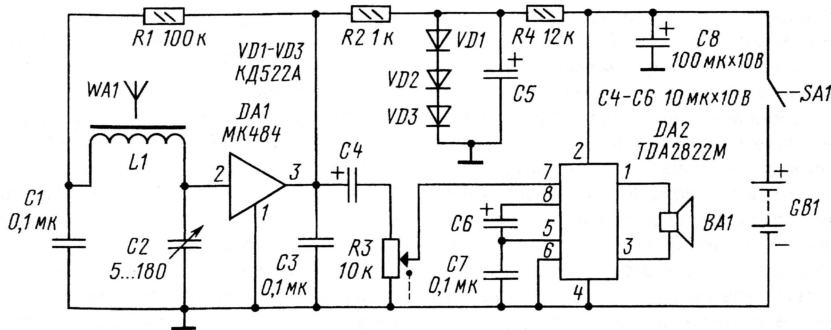 R1 100к
R2 1к
R4 12к
VD1-VD3
КД522А
VD1
VD2
VD3
C5
C8
100мк×10В
SA1
WA1
L1
DA1
МК484
2
3
1
C4
C4-C6 10мк×10В
DA2
TDA2822M
2
7
8
5
6
4
1
3
C1
0,1мк
C2
5...180
C3
0,1мк
R3
10к
C6
C7
0,1мк
BA1
GB1